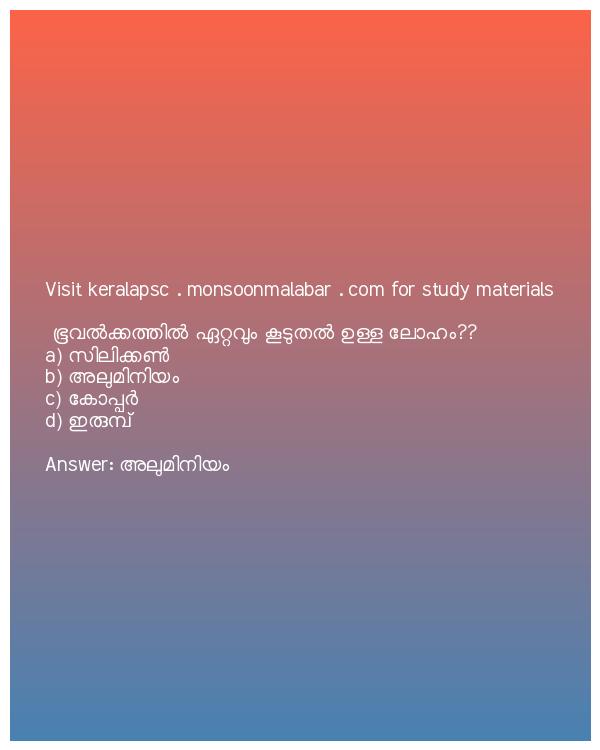 Visit keralapsc . monsoonmalabar . com for study materials
ഭൂവൽക്കത്തിൽ ഏറ്റവും കൂടുതൽ ഉള്ള ലോഹം??
a) സിലിക്കൺ
b) അലുമിനിയം
c) കോപ്പർ
d) ഇരുമ്പ്
Answer: അലുമിനിയം